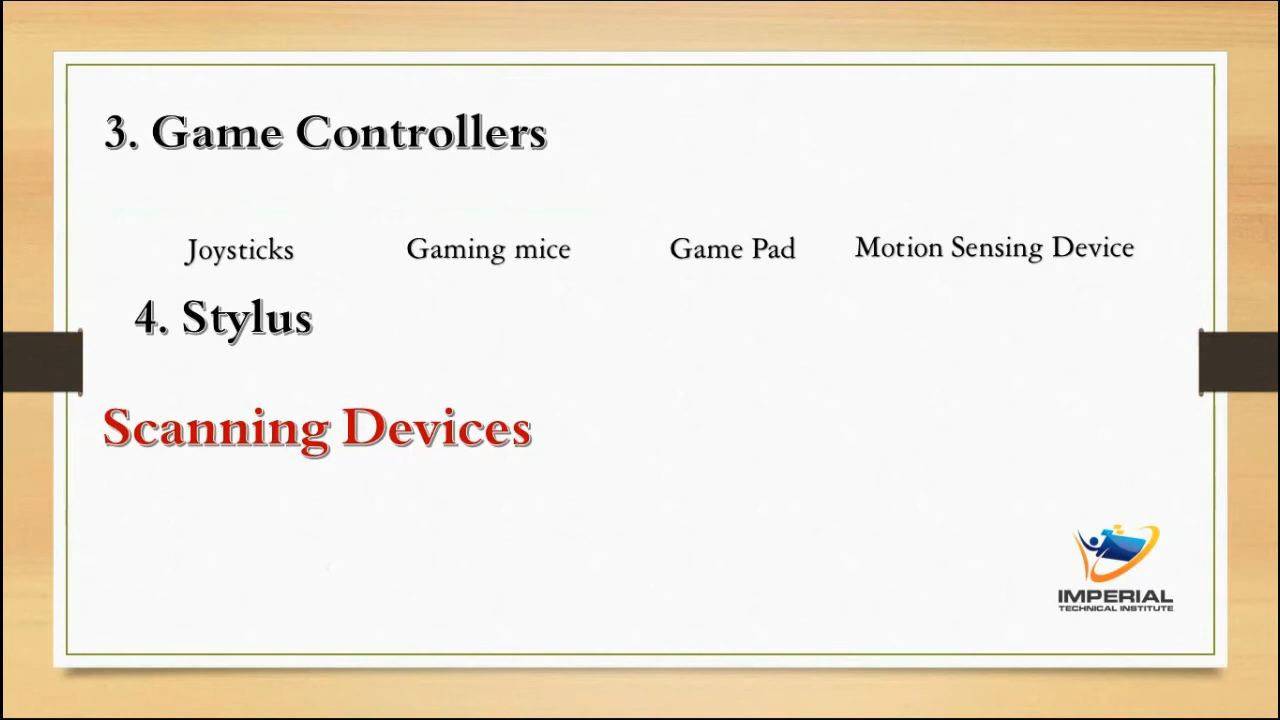 3. Game Controllers
Joysticks Gaming mice Game Pad Motion Sensing Device
4. Stylus
Scanning Devices
IMPERIAL
TECHNICAL INSTITUTE